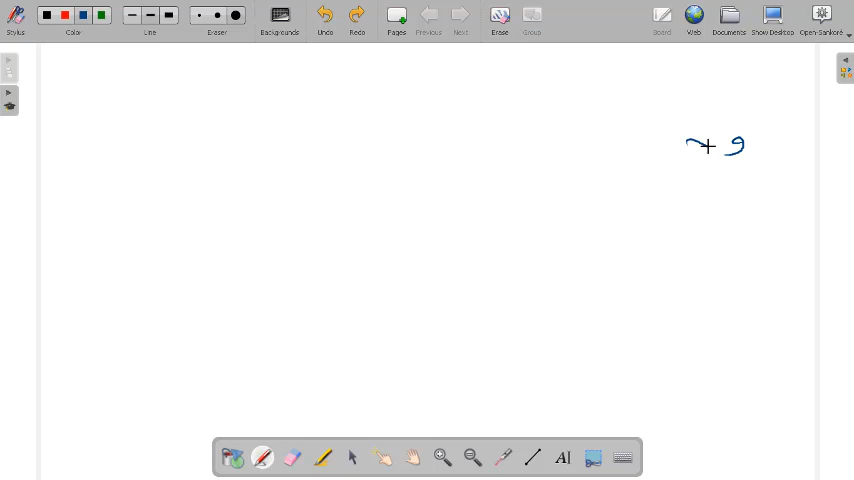 Stylus
Color
Line
Eraser
Backgrounds
Undo
Redo
Pages
Previous
Next
Erase
Group
Board
Web
Documents
Show Desktop
Open-Sankoré
و
A